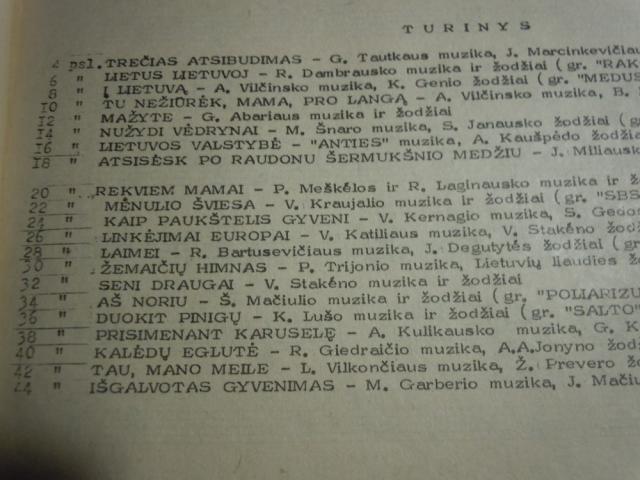 TURINYS
4 psl. TREČIAS ATSIBUDIMAS - G. Tautkaus muzika, J. Marcinkevičiau
6 " LIETUS LIETUVOJ - R. Dambrausko muzika ir žodžiai (gr. "RAK
8 " Į LIETUVĄ - A. Vilčinsko muzika, K. Genio žodžiai (gr. "MEDUS
10 " TU NEŽIŪRĖK, MAMA, PRO LANGĄ - A. Vilčinsko muzika, B.
12 " MAŽYTE - G. Abariaus muzika ir žodžiai
14 " NUŽYDI VĖDRYNAI - M. Šnaro muzika, S. Janausko žodžiai (g
16 " LIETUVOS VALSTYBĖ - "ANTIES" muzika, A. Kaušpėdo žodžia
18 " ATSISĖSK PO RAUDONU ŠERMUKŠNIO MEDŽIU - J. Miliausk
20 " REKVIEM MAMAI - P. Meškėlos ir R. Laginausko muzika ir ž
22 " MĖNULIO ŠVIESA - V. Kraujalio muzika ir žodžiai (gr. "SBS
24 " KAIP PAUKŠTELIS GYVENI - V. Kernagio muzika, S. Geđo
26 " LINKĖJIMAI EUROPAI - V. Katiliaus muzika, V. Stakėno žodž
28 " LAIMEI - R. Bartusevičiaus muzika, J. Degutytės žodžiai (g
30 " ŽEMAIČIŲ HIMNAS - P. Trijonio muzika, Lietuvių liaudies žo
32 " SENI DRAUGAI - V. Stakėno muzika ir žodžiai
34 " AŠ NORIU - Š. Mačiulio muzika ir žodžiai (gr. "POLIARIZU
36 " DUOKIT PINIGŲ - K. Lušo muzika ir žodžiai (gr. "SALTO"
38 " PRISIMENANT KARUSELĘ - A. Kulikausko muzika, G. K
40 " KALĖDŲ EGLUTĖ - R. Giedraičio muzika, A.A.Jonyno žodž
42 " TAU, MANO MEILE - L. Vilkončiaus muzika, Ž. Prevero žo
44 " IŠGALVOTAS GYVENIMAS - M. Garberio muzika, J. Mačiu